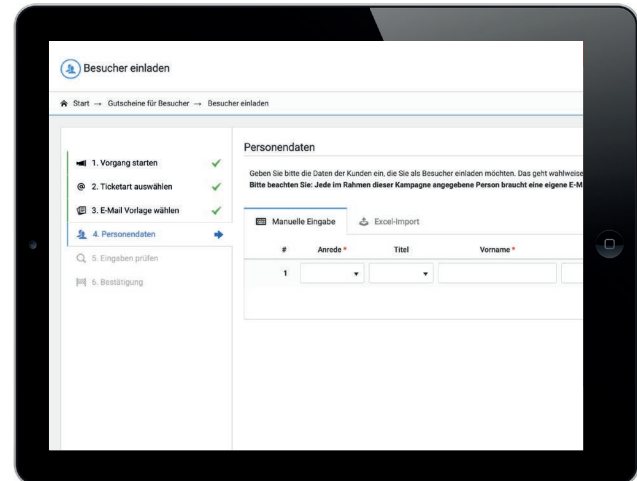 Besucher einladen
Start → Gutscheine für Besucher → Besucher einladen
1. Vorgang starten
2. Ticketart auswählen
3. E-Mail Vorlage wählen
4. Personendaten
5. Eingeben prüfen
6. Bestätigung
Personendaten
Geben Sie bitte die Daten der Kunden ein, die Sie als Besucher einladen möchten. Das geht wahlweise
Bitte beachten Sie: Jede im Rahmen dieser Kampagne angegebene Person braucht eine eigene E-M
Manuelle Eingabe Excel-Import
# Anrede * Titel Vorname *
1